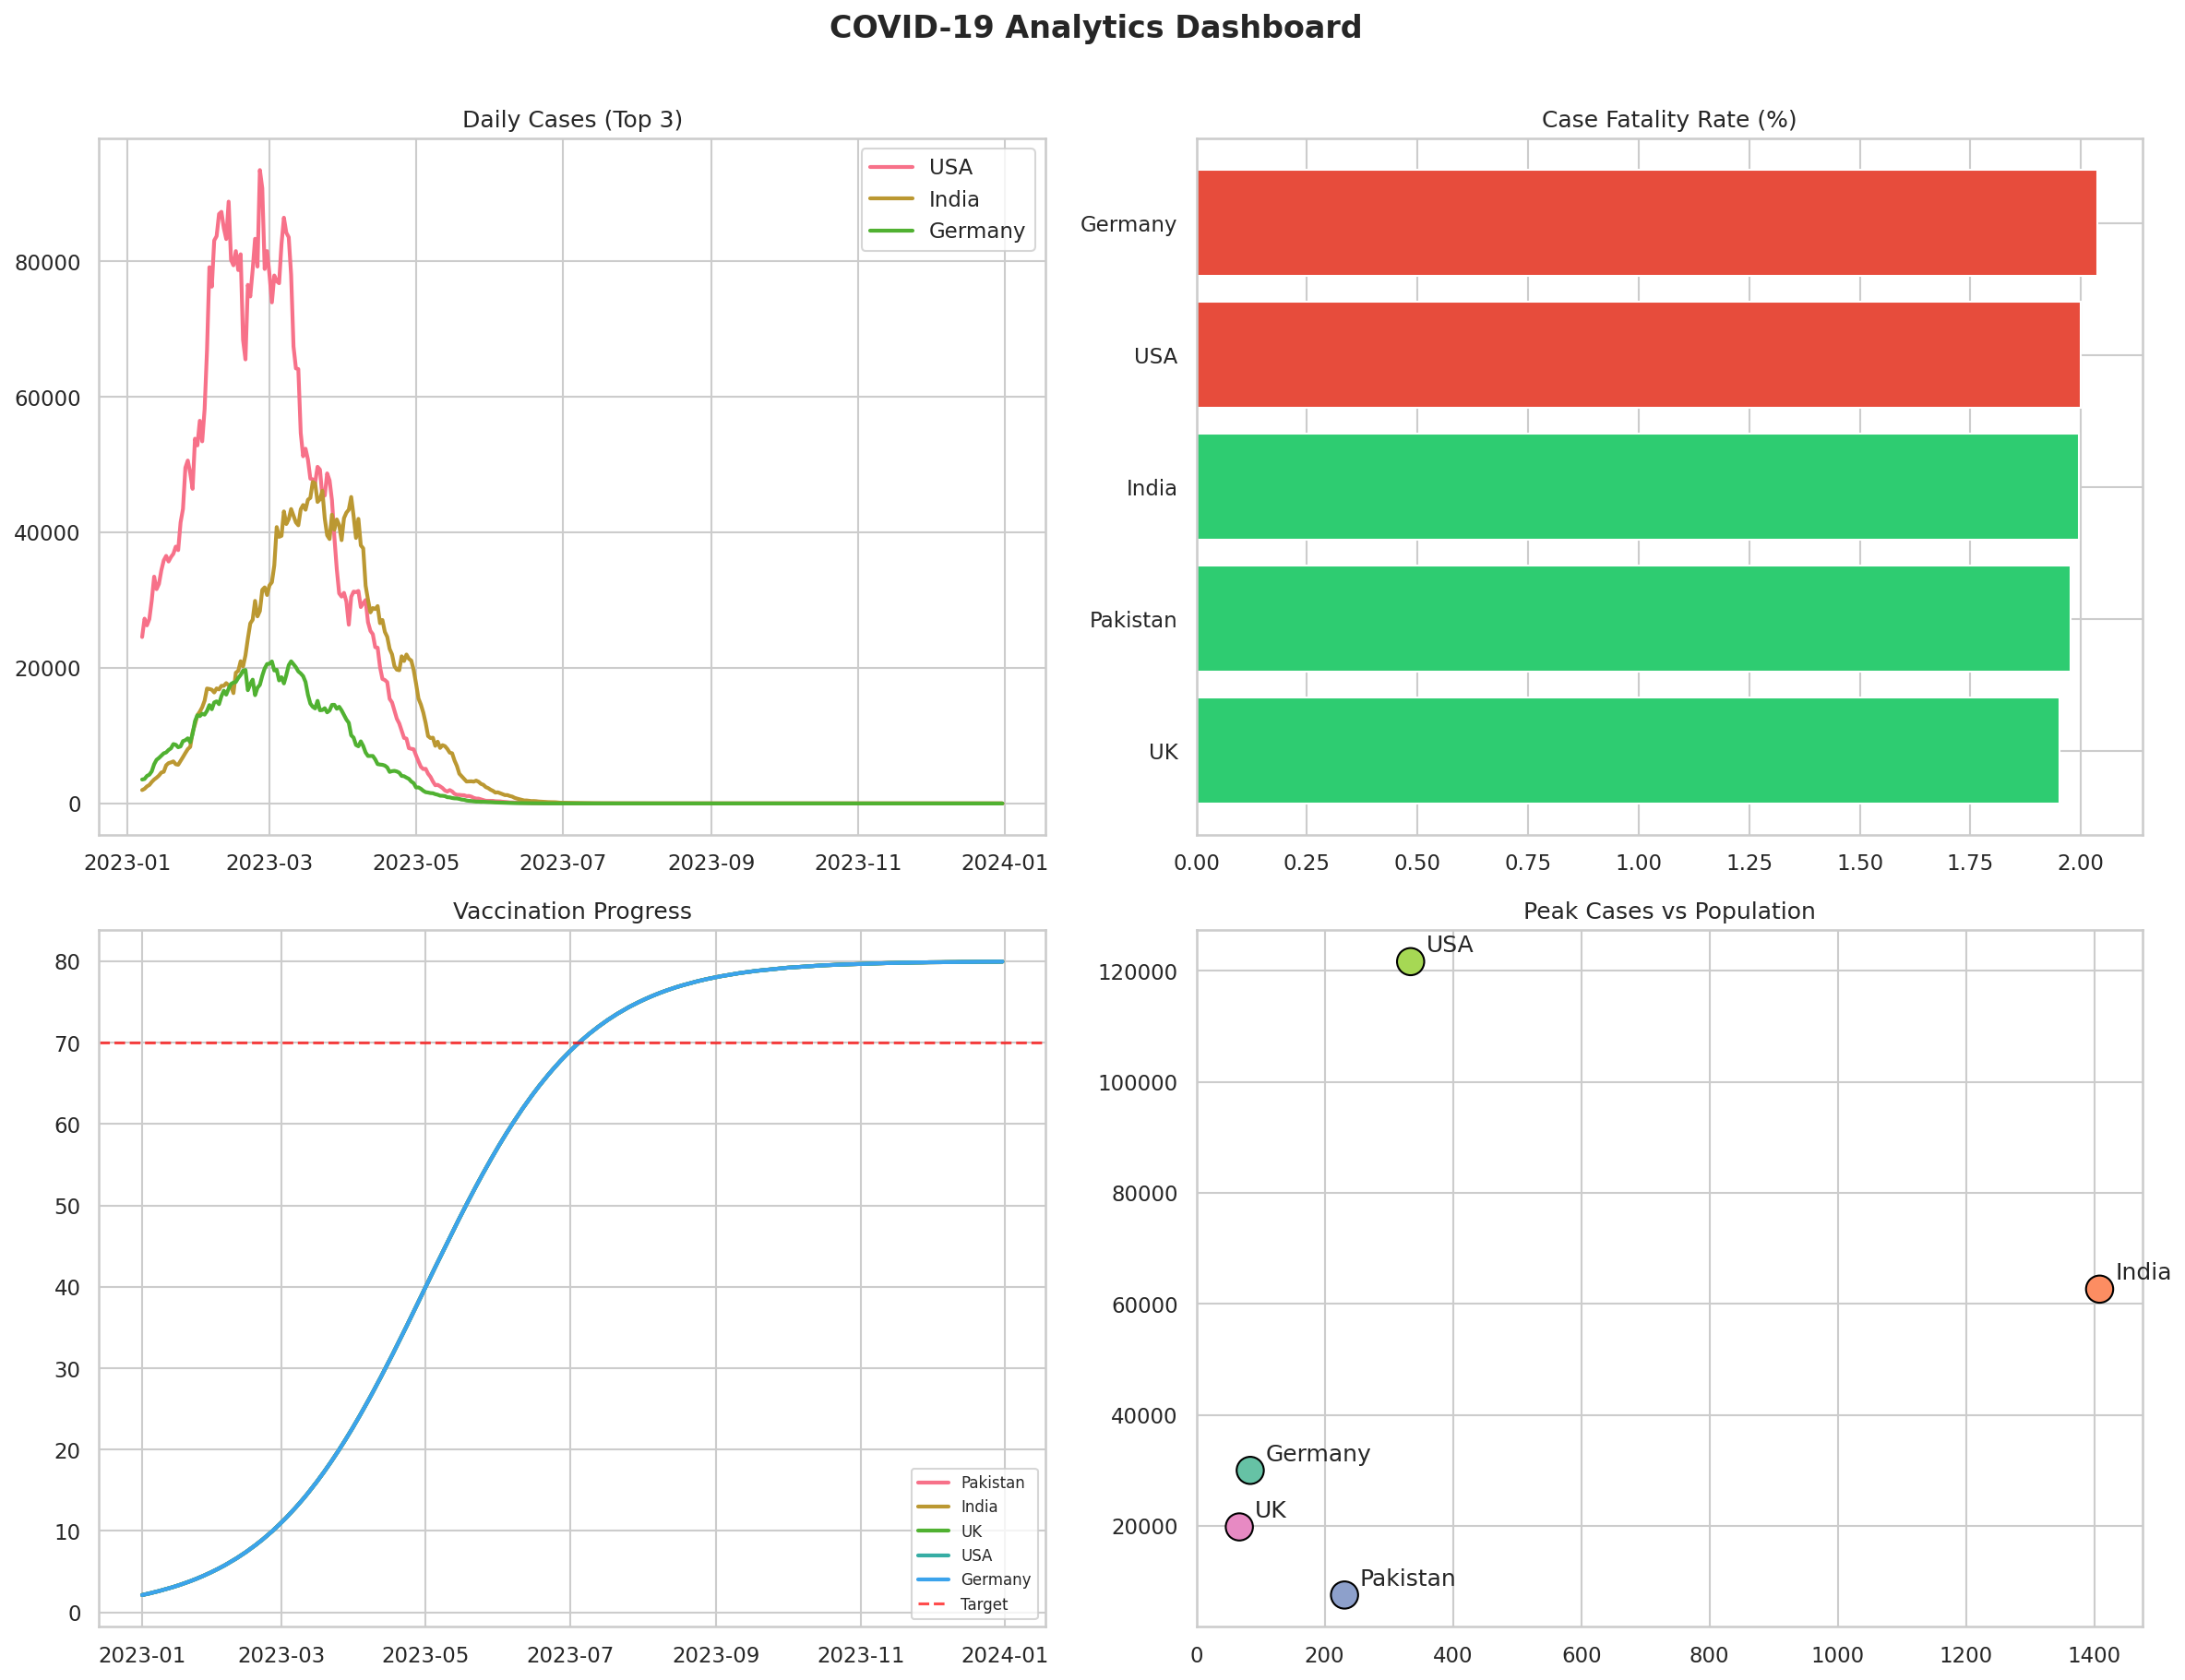 COVID-19 Analytics Dashboard
Daily Cases (Top 3)
USA
India
Germany
80000
60000
40000
20000
0
2023-01 2023-03 2023-05 2023-07 2023-09 2023-11 2024-01
Case Fatality Rate (%)
Germany
USA
India
Pakistan
UK
0.00 0.25 0.50 0.75 1.00 1.25 1.50 1.75 2.00
Vaccination Progress
80
70
60
50
40
30
20
10
0
Pakistan
India
UK
USA
Germany
Target
2023-01 2023-03 2023-05 2023-07 2023-09 2023-11 2024-01
Peak Cases vs Population
120000
100000
80000
60000
40000
20000
USA
India
Germany
UK
Pakistan
0 200 400 600 800 1000 1200 1400